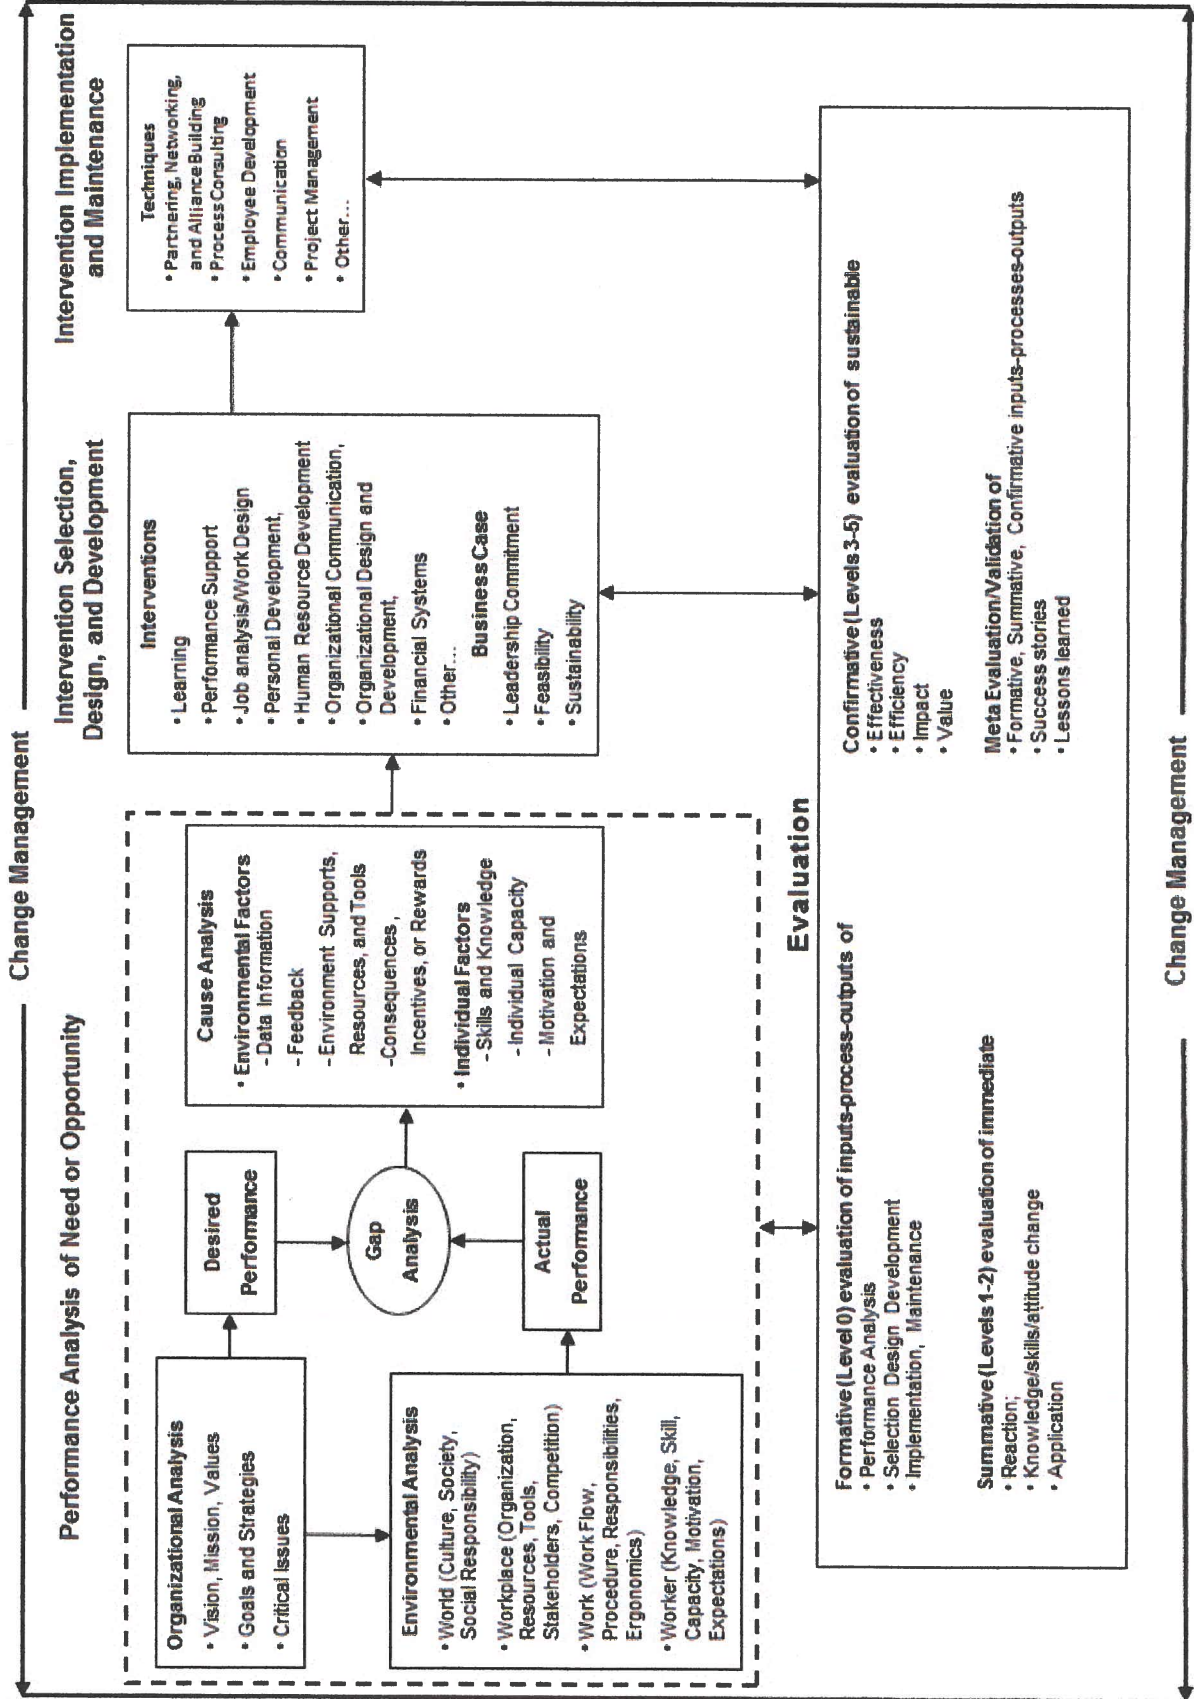 Change Management
Performance Analysis of Need or Opportunity
Organizational Analysis
• Vision, Mission, Values
• Goals and Strategies
• Critical Issues
Environmental Analysis
• World (Culture, Society,
Social Responsibility)
• Workplace (Organization,
Resources, Tools,
Stakeholders, Competition)
• Work (Work Flow,
Procedure, Responsibilities,
Ergonomics)
• Worker (Knowledge, Skill,
Capacity, Motivation,
Expectations)
Desired
Performance
Gap
Analysis
Actual
Performance
Cause Analysis
• Environmental Factors
- Data Information
- Feedback
- Environment Supports,
Resources, and Tools
- Consequences,
Incentives, or Rewards
• Individual Factors
- Skills and Knowledge
- Individual Capacity
- Motivation and
Expectations
Intervention Selection,
Design, and Development
Interventions
• Learning
• Performance Support
• Job analysis/Work Design
• Personal Development,
• Human Resource Development
• Organizational Communication,
• Organizational Design and
Development,
• Financial Systems
• Other...
Business Case
• Leadership Commitment
• Feasibility
• Sustainability
Intervention Implementation
and Maintenance
Techniques
• Partnering, Networking,
and Alliance Building
• Process Consulting
• Employee Development
• Communication
• Project Management
• Other...
Evaluation
Formative (Level 0) evaluation of inputs-process-outputs of
• Performance Analysis
• Selection Design Development
• Implementation, Maintenance
Summative (Levels 1-2) evaluation of immediate
• Reaction;
• Knowledge/skills/attitude change
• Application
Confirmative (Levels 3-5) evaluation of sustainable
• Effectiveness
• Efficiency
• Impact
• Value
Meta Evaluation/Validation of
• Formative, Summative, Confirmative inputs-processes-outputs
• Success stories
• Lessons learned
Change Management